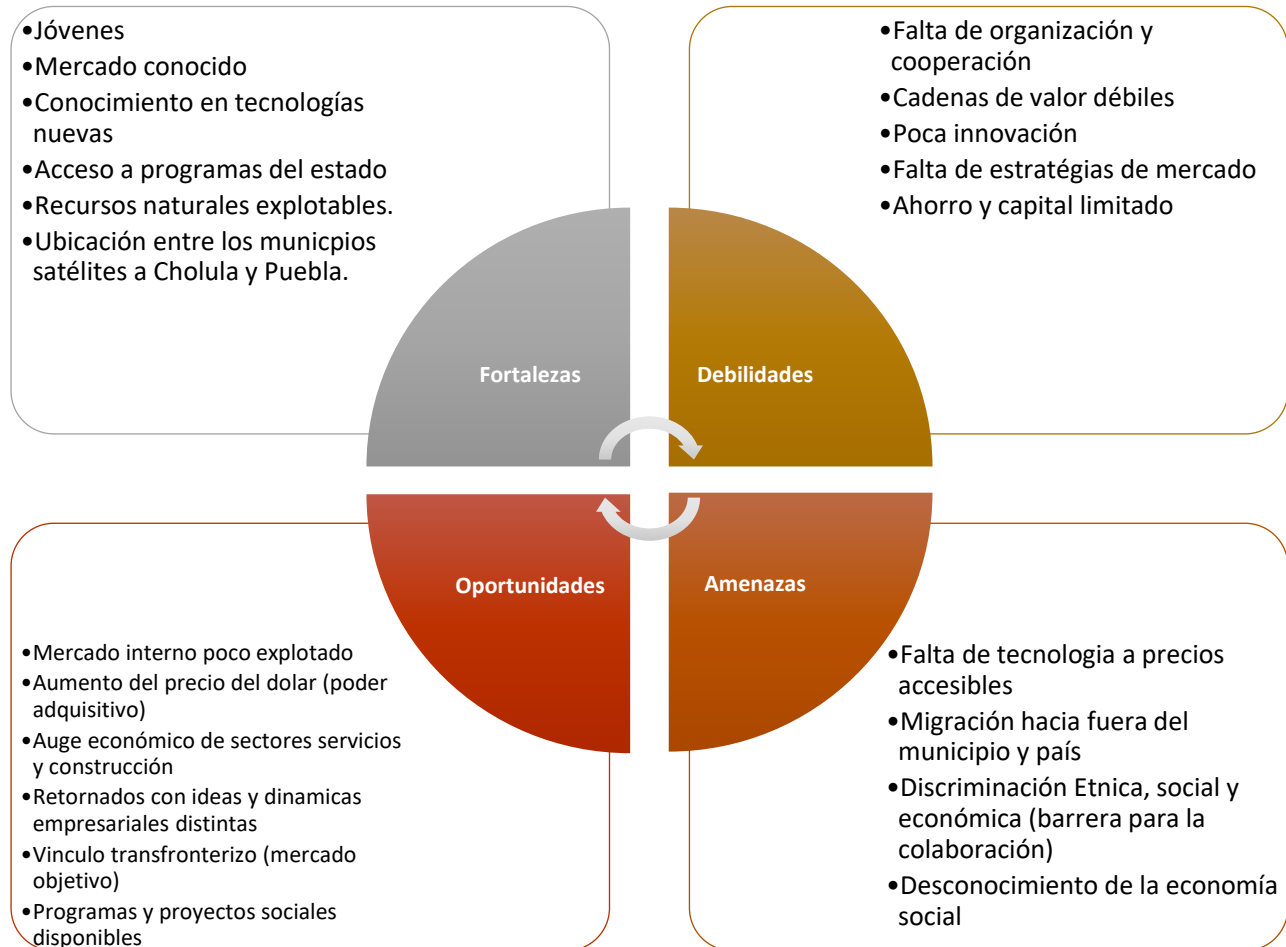 •Jóvenes
•Mercado conocido
•Conocimiento en tecnologías
nuevas
•Acceso a programas del estado
•Recursos naturales explotables.
•Ubicación entre los municpios
satélites a Cholula y Puebla.
•Falta de organización y
cooperación
•Cadenas de valor débiles
•Poca innovación
•Falta de estratégias de mercado
•Ahorro y capital limitado
Fortalezas
Debilidades
Oportunidades
Amenazas
•Mercado interno poco explotado
•Aumento del precio del dolar (poder
adquisitivo)
•Auge económico de sectores servicios
y construcción
•Retornados con ideas y dinamicas
empresariales distintas
•Vinculo transfronterizo (mercado
objetivo)
•Programas y proyectos sociales
disponibles
•Falta de tecnologia a precios
accesibles
•Migración hacia fuera del
municipio y país
•Discriminación Etnica, social y
económica (barrera para la
colaboración)
•Desconocimiento de la economía
social